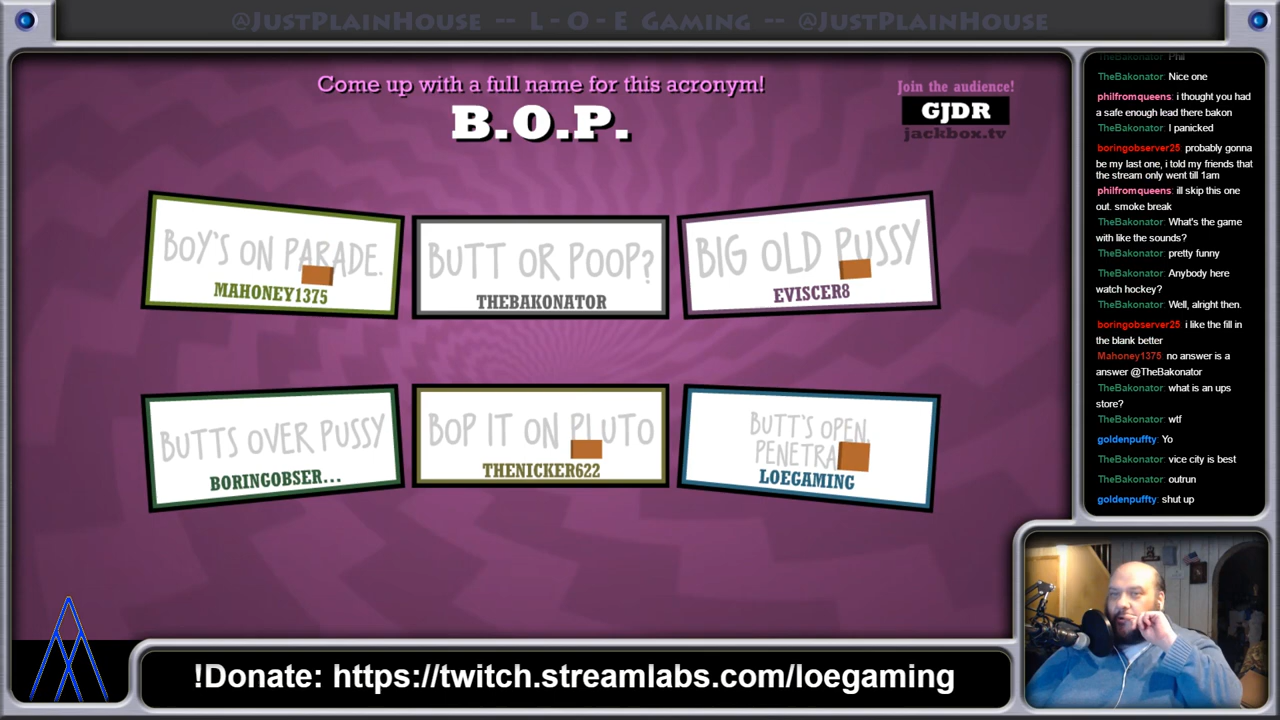 @JustPlainHouse -- L-O-E Gaming -- @JustPlainHouse
Come up with a full name for this acronym!
B.O.P.
Join the audience!
GJDR
jackbox.tv
BOY'S ON PARADE.
MAHONEY1375
BUTT OR POOP?
THEBAKONATOR
BIG OLD PUSSY
EVISCER8
BUTTS OVER PUSSY
BORINGOBSER...
BOP IT ON PLUTO
THENICKER622
BUTT'S OPEN,
LOEGAMING
TheBakonator: Phil
TheBakonator: Nice one
philfromqueens: i thought you had
a safe enough lead there bakon
TheBakonator: I panicked
boringobserver25: probably gonna
be my last one, i told my friends that
the stream only went till 1am
philfromqueens: ill skip this one
out. smoke break
TheBakonator: What's the game
with like the sounds?
TheBakonator: pretty funny
TheBakonator: Anybody here
watch hockey?
TheBakonator: Well, alright then.
boringobserver25: i like the fill in
the blank better
Mahoney1375: no answer is a
answer @TheBakonator
TheBakonator: what is an ups
store?
TheBakonator: wtf
goldenpuffty: Yo
TheBakonator: vice city is best
TheBakonator: outrun
goldenpuffty: shut up
!Donate: https://twitch.streamlabs.com/loegaming